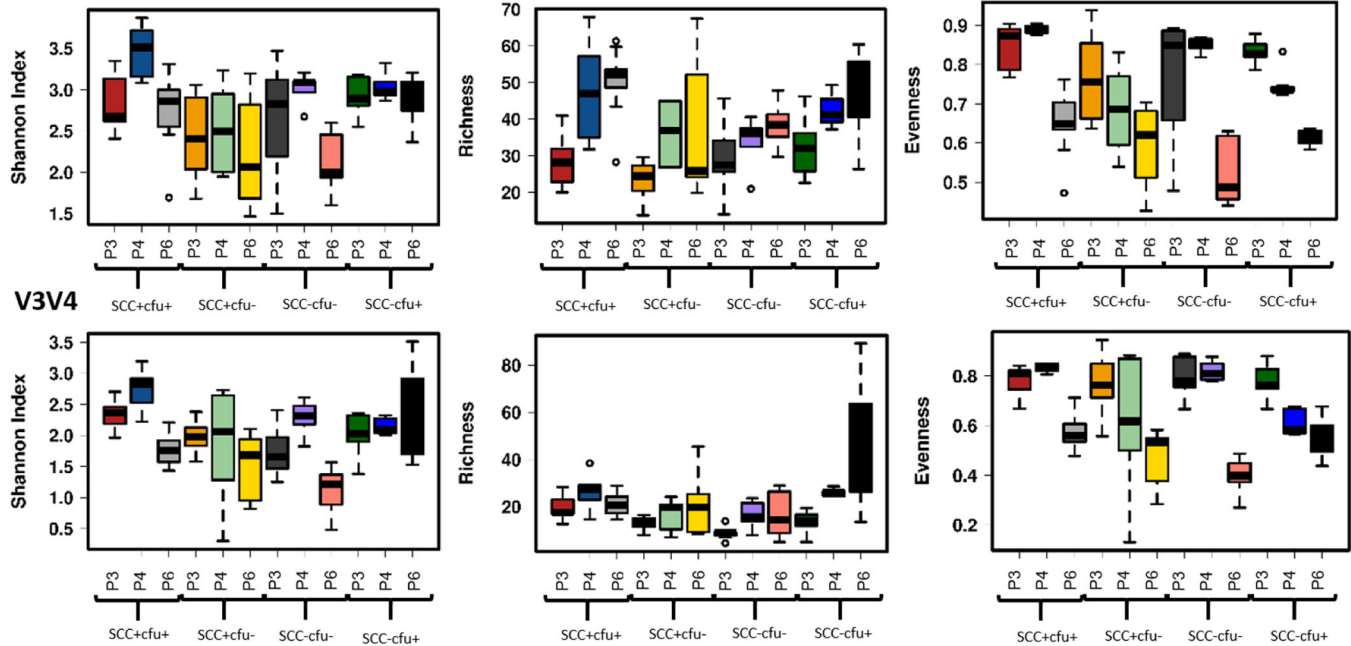 Shannon Index
3.5
3.0
2.5
2.0
1.5
P3 P4 P6 P3 P4 P6 P3 P4 P6 P3 P4 P6
SCC+cfu+ SCC+cfu- SCC-cfu- SCC-cfu+
Richness
70
60
50
40
30
20
P3 P4 P6 P3 P4 P6 P3 P4 P6 P3 P4 P6
SCC+cfu+ SCC+cfu- SCC-cfu- SCC-cfu+
Evenness
0.9
0.8
0.7
0.6
0.5
P3 P4 P6 P3 P4 P6 P3 P4 P6 P3 P4 P6
SCC+cfu+ SCC+cfu- SCC-cfu- SCC-cfu+
V3V4
Shannon Index
3.5
3.0
2.5
2.0
1.5
1.0
0.5
P3 P4 P6 P3 P4 P6 P3 P4 P6 P3 P4 P6
SCC+cfu+ SCC+cfu- SCC-cfu- SCC-cfu+
Richness
80
60
40
20
P3 P4 P6 P3 P4 P6 P3 P4 P6 P3 P4 P6
SCC+cfu+ SCC+cfu- SCC-cfu- SCC-cfu+
Evenness
0.8
0.6
0.4
0.2
P3 P4 P6 P3 P4 P6 P3 P4 P6 P3 P4 P6
SCC+cfu+ SCC+cfu- SCC-cfu- SCC-cfu+